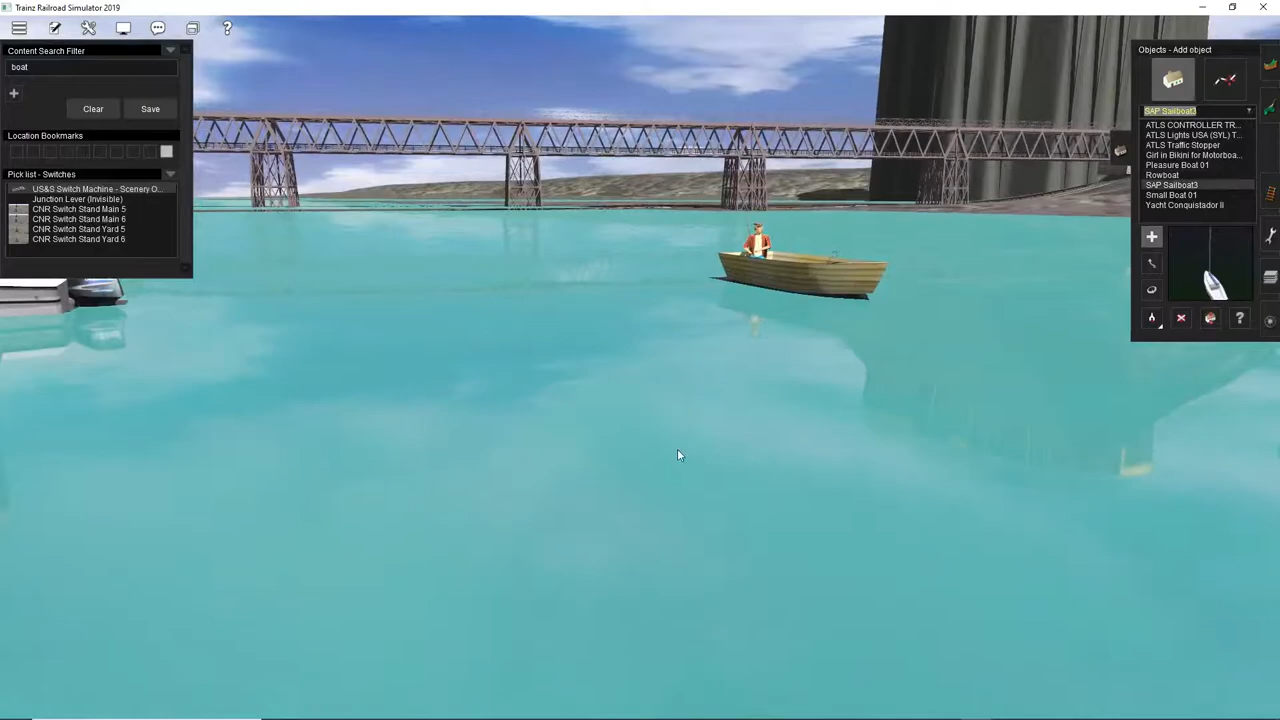 Trainz Railroad Simulator 2019
Content Search Filter
boat
Clear
Save
Location Bookmarks
Pick list - Switches
US&S Switch Machine - Scenery O...
Junction Lever (Invisible)
CNR Switch Stand Main 5
CNR Switch Stand Main 6
CNR Switch Stand Yard 5
CNR Switch Stand Yard 6
Objects - Add object
SAP Sailboat3
ATLS CONTROLLER TR...
ATLS Lights USA (SYL) T...
ATLS Traffic Stopper
Girl in Bikini for Motorboa...
Pleasure Boat 01
Rowboat
SAP Sailboat3
Small Boat 01
Yacht Conquistador II